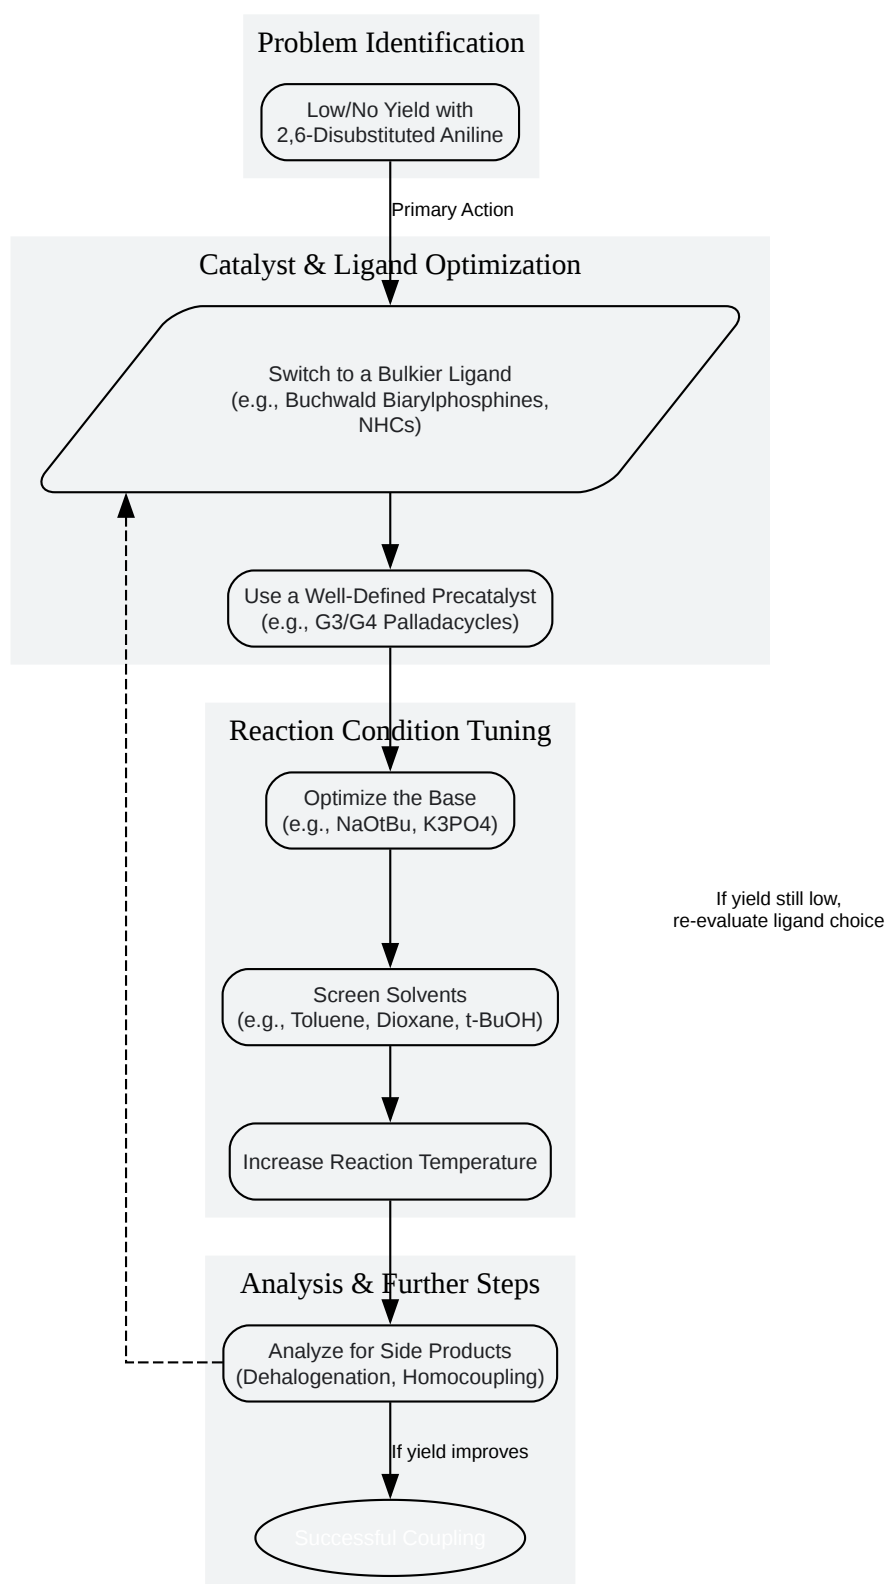 Problem Identification
Low/No Yield with
2,6-Disubstituted Aniline
Primary Action
Catalyst & Ligand Optimization
Switch to a Bulkier Ligand
(e.g., Buchwald Biarylphosphines,
NHCs)
Use a Well-Defined Precatalyst
(e.g., G3/G4 Palladacycles)
Reaction Condition Tuning
Optimize the Base
(e.g., NaOtBu, K3PO4)
If yield still low,
re-evaluate ligand choice
Screen Solvents
(e.g., Toluene, Dioxane, t-BuOH)
Increase Reaction Temperature
Analysis & Further Steps
Analyze for Side Products
(Dehalogenation, Homocoupling)
If yield improves
Successful Coupling